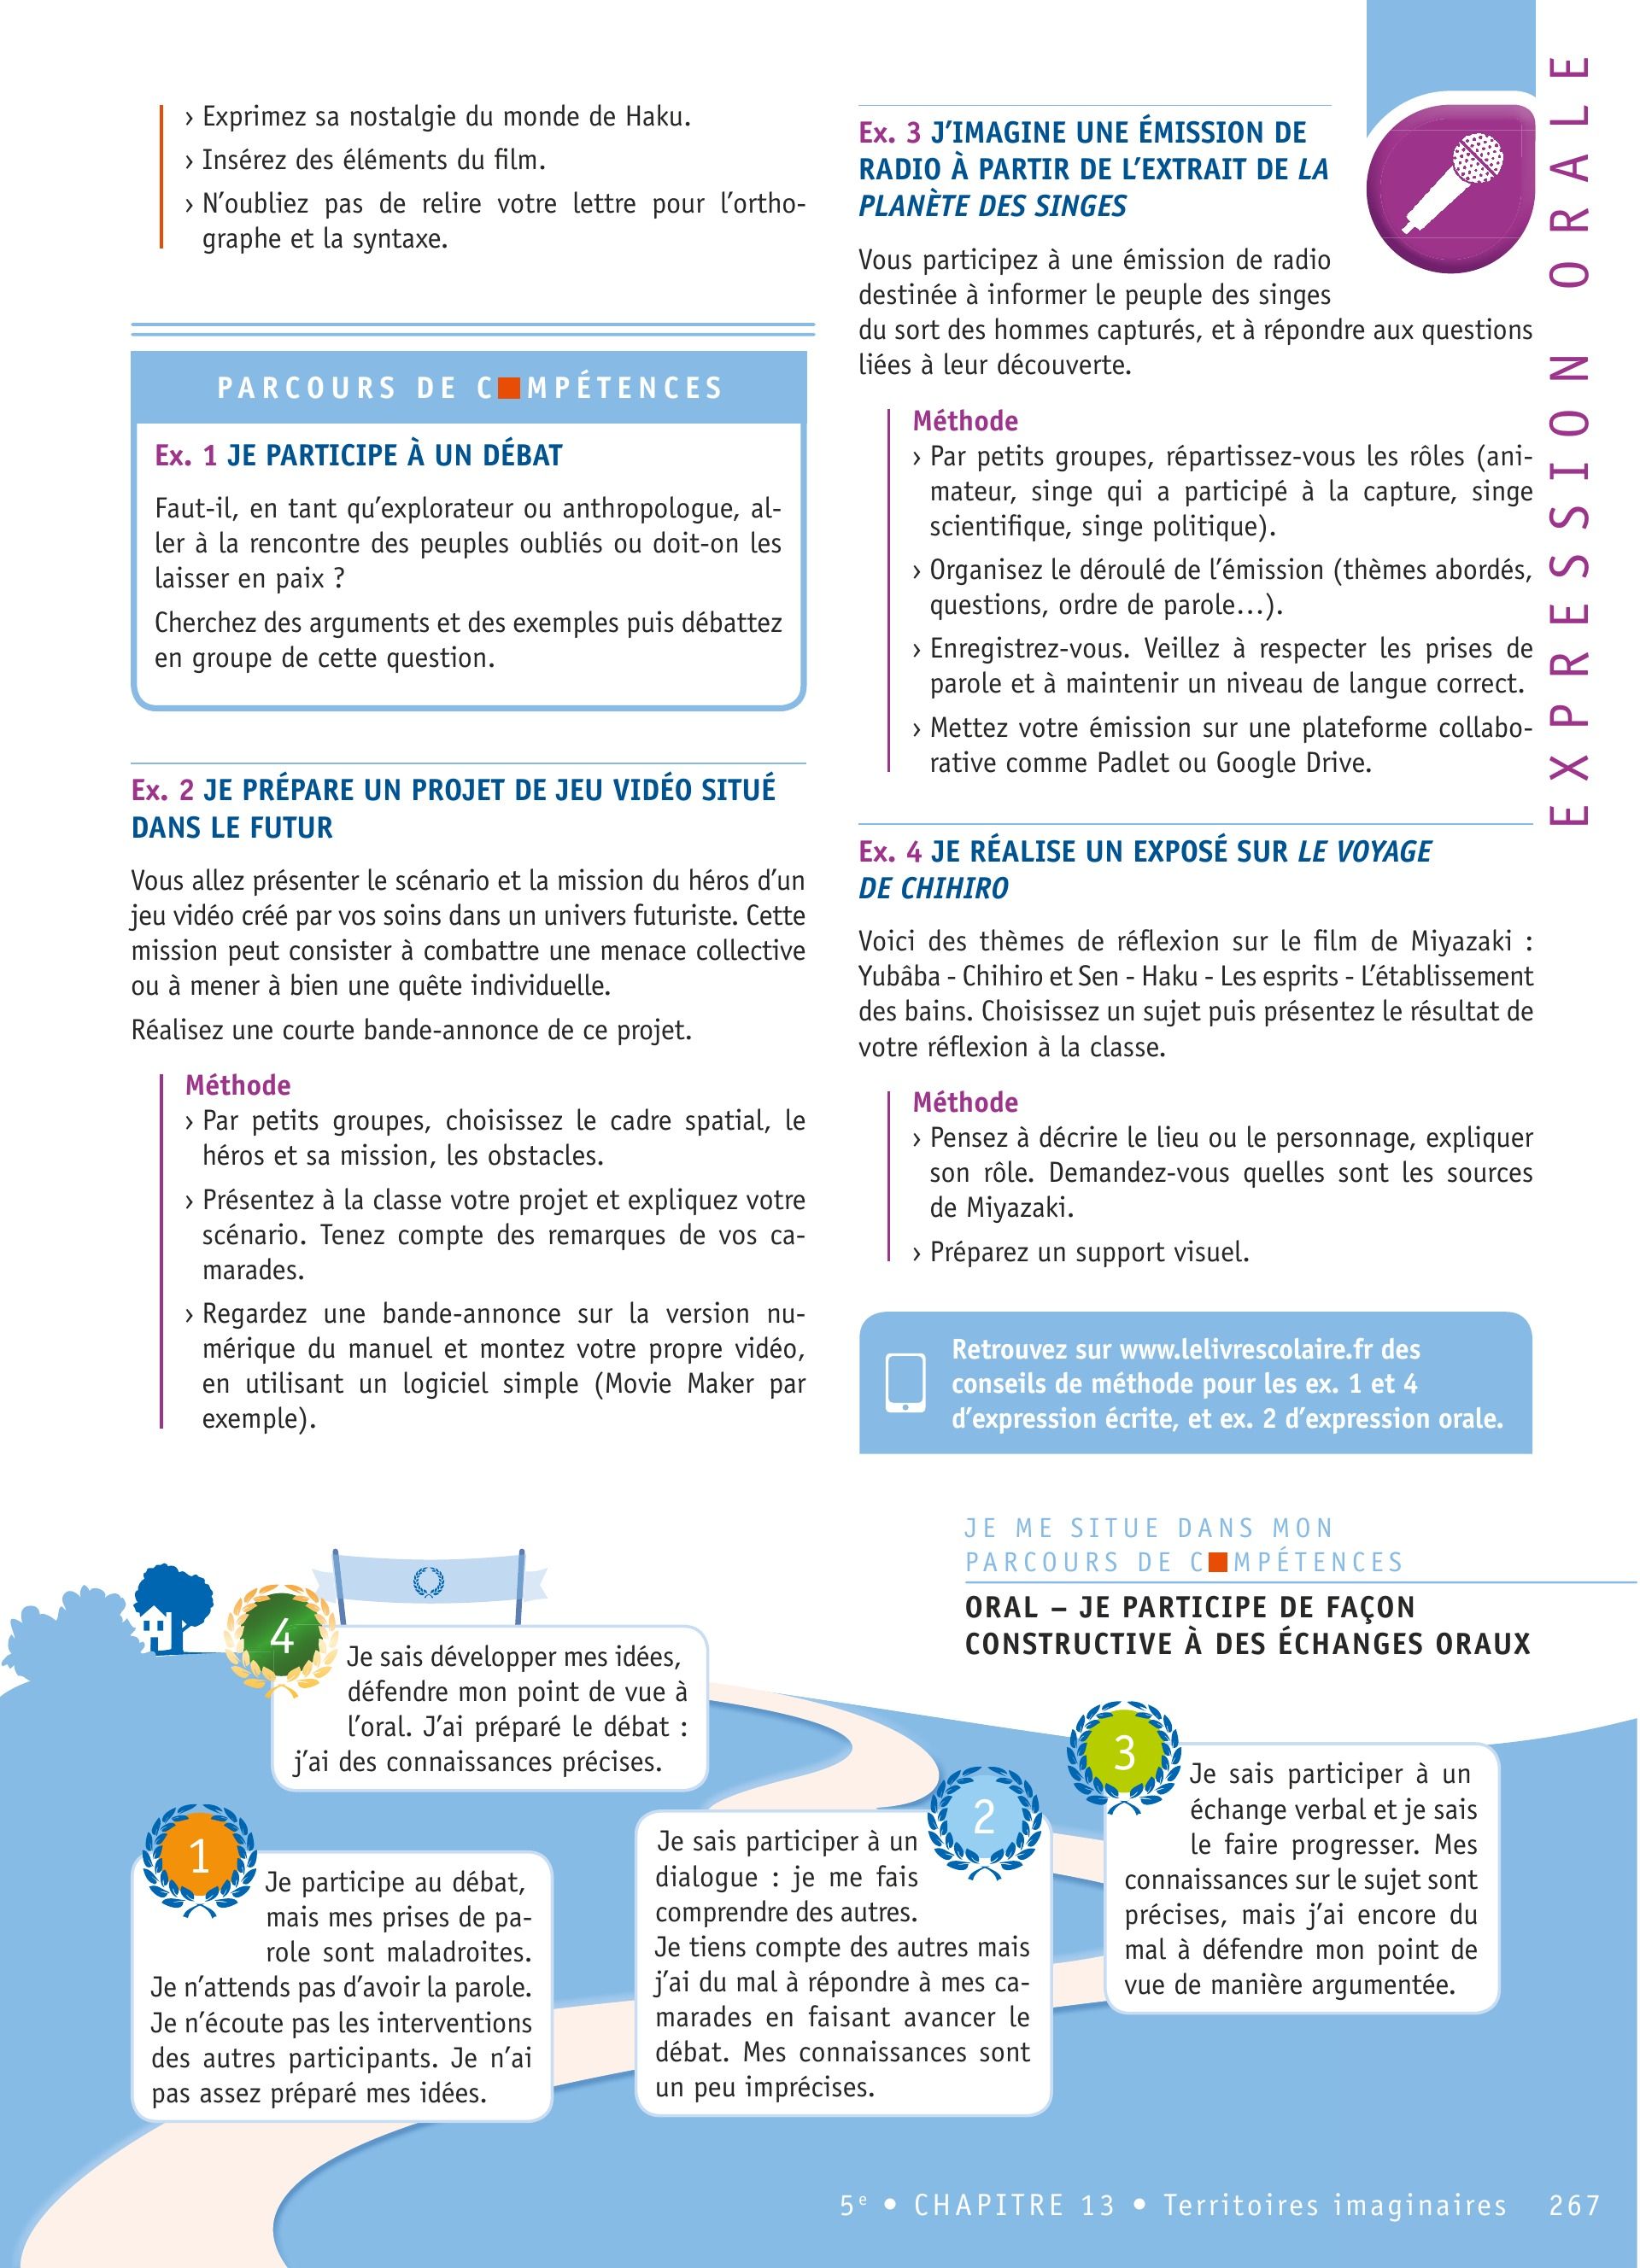 › Exprimez sa nostalgie du monde de Haku.
› Insérez des éléments du film.
› N’oubliez pas de relire votre lettre pour l’ortho-
graphe et la syntaxe.
PARCOURS DE C■MPÉTENCES
Ex. 1 JE PARTICIPE À UN DÉBAT
Faut-il, en tant qu’explorateur ou anthropologue, al-
ler à la rencontre des peuples oubliés ou doit-on les
laisser en paix ?
Cherchez des arguments et des exemples puis débattez
en groupe de cette question.
Ex. 2 JE PRÉPARE UN PROJET DE JEU VIDÉO SITUÉ
DANS LE FUTUR
Vous allez présenter le scénario et la mission du héros d’un
jeu vidéo créé par vos soins dans un univers futuriste. Cette
mission peut consister à combattre une menace collective
ou à mener à bien une quête individuelle.
Réalisez une courte bande-annonce de ce projet.
Méthode
› Par petits groupes, choisissez le cadre spatial, le
héros et sa mission, les obstacles.
› Présentez à la classe votre projet et expliquez votre
scénario. Tenez compte des remarques de vos ca-
marades.
› Regardez une bande-annonce sur la version nu-
mérique du manuel et montez votre propre vidéo,
en utilisant un logiciel simple (Movie Maker par
exemple).
Ex. 3 J’IMAGINE UNE ÉMISSION DE
RADIO À PARTIR DE L’EXTRAIT DE LA
PLANÈTE DES SINGES
Vous participez à une émission de radio
destinée à informer le peuple des singes
du sort des hommes capturés, et à répondre aux questions
liées à leur découverte.
Méthode
› Par petits groupes, répartissez-vous les rôles (ani-
mateur, singe qui a participé à la capture, singe
scientifique, singe politique).
› Organisez le déroulé de l’émission (thèmes abordés,
questions, ordre de parole…).
› Enregistrez-vous. Veillez à respecter les prises de
parole et à maintenir un niveau de langue correct.
› Mettez votre émission sur une plateforme collabo-
rative comme Padlet ou Google Drive.
Ex. 4 JE RÉALISE UN EXPOSÉ SUR LE VOYAGE
DE CHIHIRO
Voici des thèmes de réflexion sur le film de Miyazaki :
Yubâba - Chihiro et Sen - Haku - Les esprits - L’établissement
des bains. Choisissez un sujet puis présentez le résultat de
votre réflexion à la classe.
Méthode
› Pensez à décrire le lieu ou le personnage, expliquer
son rôle. Demandez-vous quelles sont les sources
de Miyazaki.
› Préparez un support visuel.
Retrouvez sur www.lelivrescolaire.fr des
conseils de méthode pour les ex. 1 et 4
d’expression écrite, et ex. 2 d’expression orale.
EXPRESSION ORALE
JE ME SITUE DANS MON
PARCOURS DE C■MPÉTENCES
ORAL – JE PARTICIPE DE FAÇON
CONSTRUCTIVE À DES ÉCHANGES ORAUX
4
Je sais développer mes idées,
défendre mon point de vue à
l’oral. J’ai préparé le débat :
j’ai des connaissances précises.
1
Je participe au débat,
mais mes prises de pa-
role sont maladroites.
Je n’attends pas d’avoir la parole.
Je n’écoute pas les interventions
des autres participants. Je n’ai
pas assez préparé mes idées.
2
Je sais participer à un
dialogue : je me fais
comprendre des autres.
Je tiens compte des autres mais
j’ai du mal à répondre à mes ca-
marades en faisant avancer le
débat. Mes connaissances sont
un peu imprécises.
3
Je sais participer à un
échange verbal et je sais
le faire progresser. Mes
connaissances sur le sujet sont
précises, mais j’ai encore du
mal à défendre mon point de
vue de manière argumentée.
5e • CHAPITRE 13 • Territoires imaginaires 267